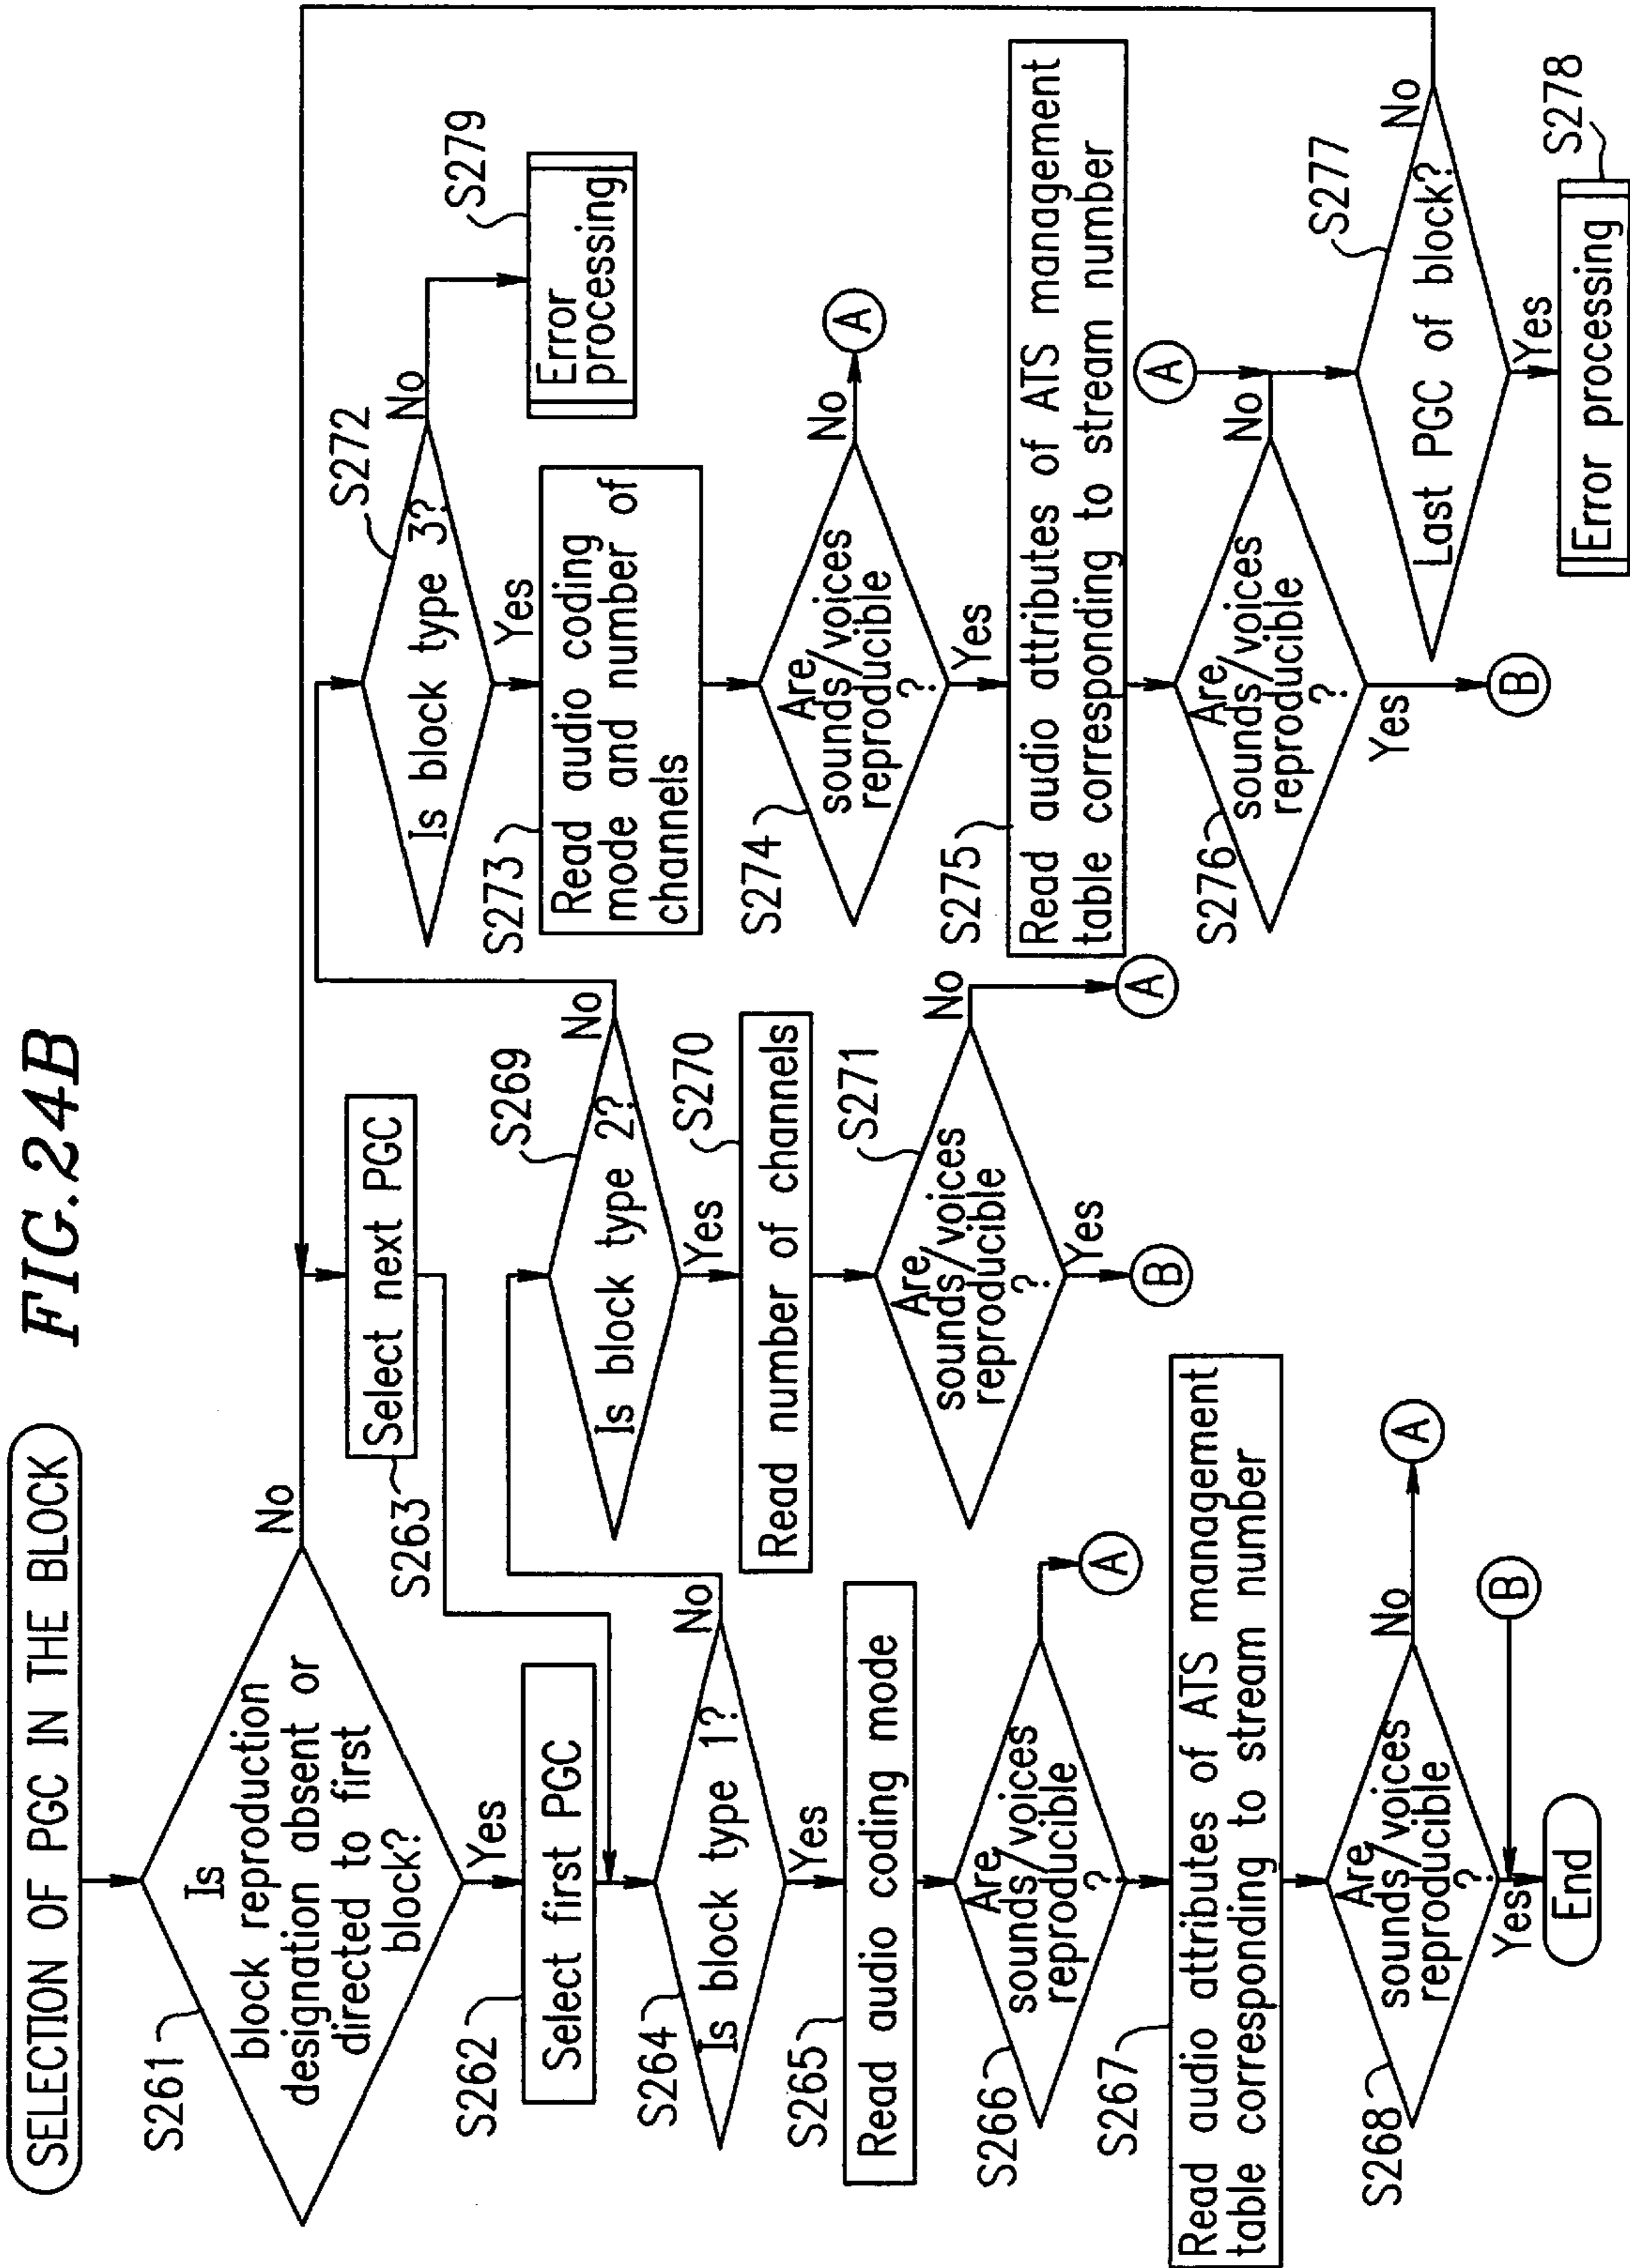 FIG.24B
SELECTION OF PGC IN THE BLOCK
S261
Is
block reproduction
designation absent or
directed to first
block?
No
Yes
S262
Select first PGC
S263
Select next PGC
S264
Is block type 1?
No
Yes
S265
Read audio coding mode
S266
Are
sounds/voices
reproducible
?
A
S267
Read audio attributes of ATS management
table corresponding to stream number
S268
Are
sounds/voices
reproducible
?
No
A
Yes
B
End
S269
Is block type 2?
No
Yes
S270
Read number of channels
S271
Are
sounds/voices
reproducible
?
No
A
Yes
B
S272
Is block type 3?
No
S279
Error
processing
Yes
S273
Read audio coding
mode and number of
channels
S274
Are
sounds/voices
reproducible
?
No
A
Yes
S275
Read audio attributes of ATS management
table corresponding to stream number
S276
Are
sounds/voices
reproducible
?
No
A
Yes
B
S277
Last PGC of block?
No
Yes
S278
Error processing